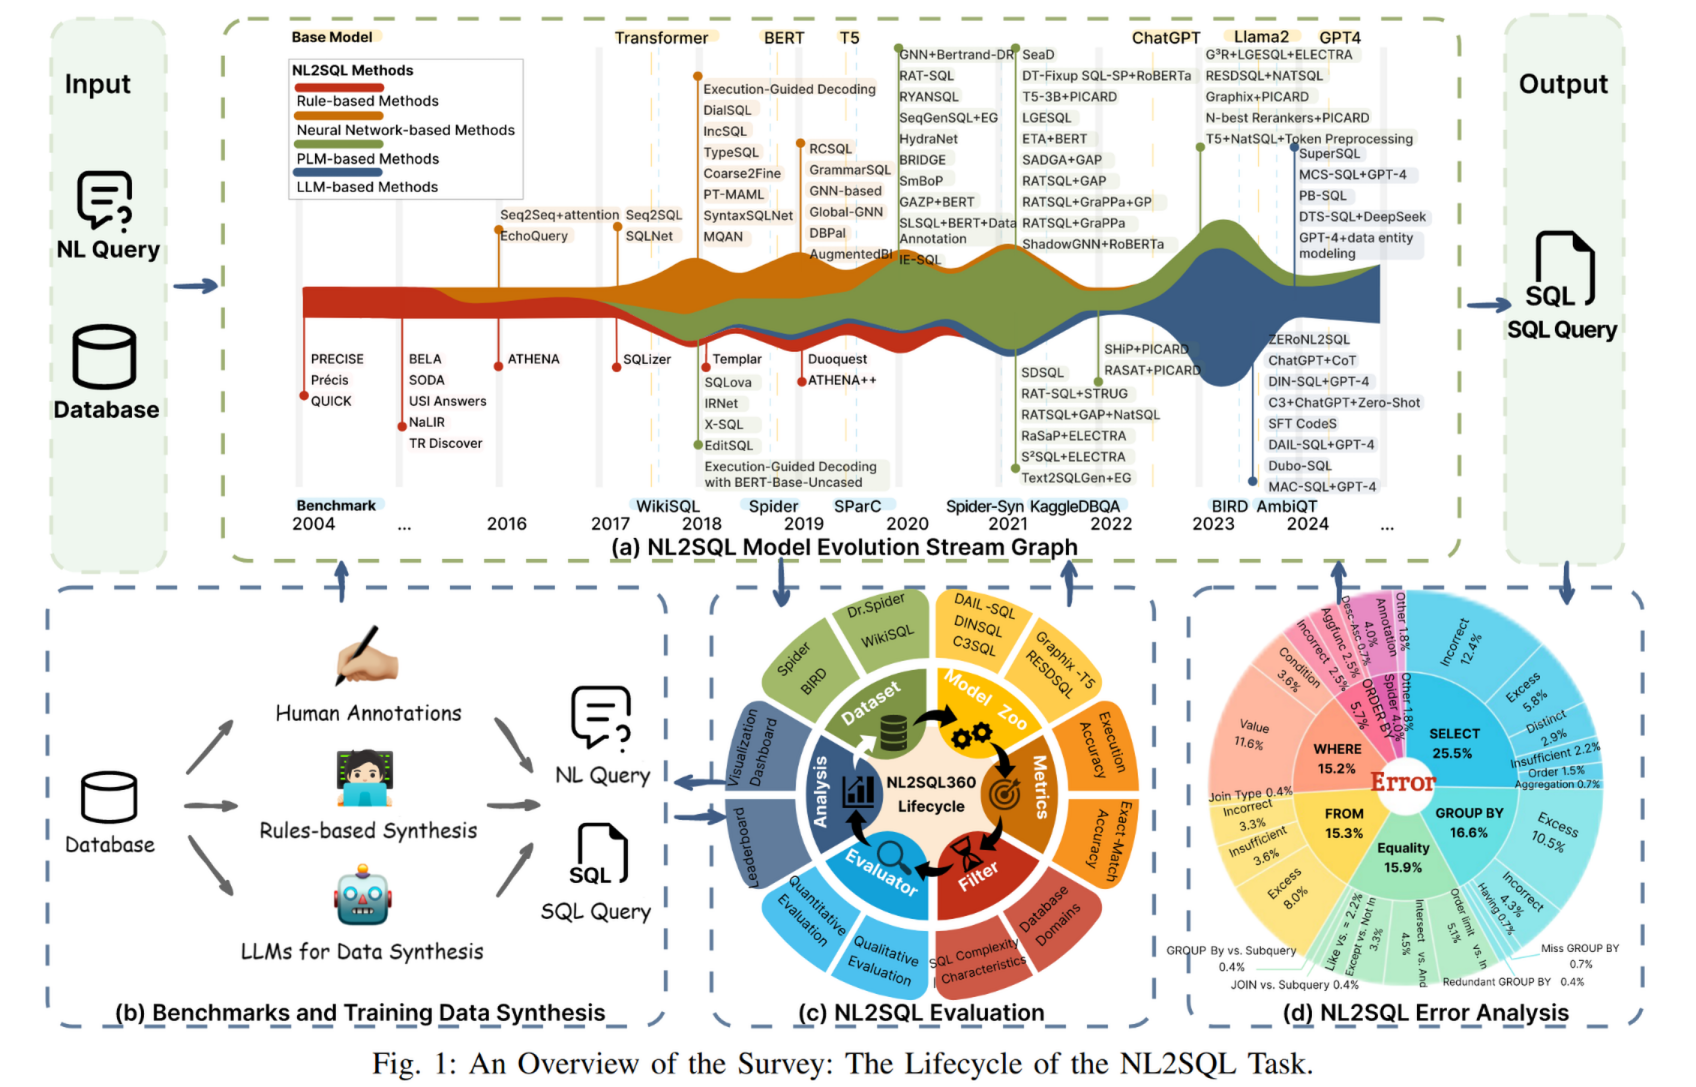 Input
NL Query
Database
Base Model
Transformer
BERT
T5
ChatGPT
Llama2
GPT4
NL2SQL Methods
Rule-based Methods
Neural Network-based Methods
PLM-based Methods
LLM-based Methods
Seq2Seq+attention
EchoQuery
Seq2SQL
SQLNet
Execution-Guided Decoding
DialSQL
IncSQL
TypeSQL
Coarse2Fine
PT-MAML
SyntaxSQLNet
MQAN
RCSQL
GrammarSQL
GNN-based
Global-GNN
DBPal
AugmentedBI
GNN+Bertrand-DR
RAT-SQL
RYANSQL
SeqGenSQL+EG
HydraNet
BRIDGE
SmBoP
GAZP+BERT
SLSQL+BERT+Data
Annotation
IE-SQL
SeaD
DT-Fixup SQL-SP+RoBERTa
T5-3B+PICARD
LGESQL
ETA+BERT
SADGA+GAP
RATSQL+GAP
RATSQL+GraPPa+GP
RATSQL+GraPPa
ShadowGNN+RoBERTa
G³R+LGESQL+ELECTRA
RESDSQL+NATSQL
Graphix+PICARD
N-best Rerankers+PICARD
T5+NatSQL+Token Preprocessing
SuperSQL
MCS-SQL+GPT-4
PB-SQL
DTS-SQL+DeepSeek
GPT-4+data entity
modeling
PRECISE
Précis
QUICK
BELA
SODA
USI Answers
NaLIR
TR Discover
ATHENA
SQLizer
Templar
SQLova
IRNet
X-SQL
EditSQL
Execution-Guided Decoding
with BERT-Base-Uncased
Duoquest
ATHENA++
SDSQL
RAT-SQL+STRUG
RATSQL+GAP+NatSQL
RaSaP+ELECTRA
S²SQL+ELECTRA
Text2SQLGen+EG
SHiP+PICARD
RASAT+PICARD
ZERoNL2SQL
ChatGPT+CoT
DIN-SQL+GPT-4
C3+ChatGPT+Zero-Shot
SFT CodeS
DAIL-SQL+GPT-4
Dubo-SQL
MAC-SQL+GPT-4
Benchmark
WikiSQL
Spider
SParC
Spider-Syn
KaggleDBQA
BIRD
AmbiQT
2004
...
2016
2017
2018
2019
2020
2021
2022
2023
2024
...
(a) NL2SQL Model Evolution Stream Graph
Output
SQL
SQL Query
Database
Human Annotations
Rules-based Synthesis
LLMs for Data Synthesis
NL Query
SQL
SQL Query
(b) Benchmarks and Training Data Synthesis
NL2SQL360
Lifecycle
Dataset
Model Zoo
Metrics
Filter
Evaluator
Analysis
Spider
BIRD
Dr.Spider
WikiSQL
DAIL-SQL
DINSQL
C3SQL
Graphix-T5
RESDSQL
Execution
Accuracy
Exact-Match
Accuracy
Database
Domains
SQL Complexity
Characteristics
Qualitative
Evaluation
Quantitative
Evaluation
Leaderboard
Visualization
Dashboard
(c) NL2SQL Evaluation
Error
SELECT
25.5%
Incorrect
12.4%
Excess
5.8%
Distinct
2.9%
Insufficient 2.2%
Order 1.5%
Aggregation 0.7%
GROUP BY
16.6%
Excess
10.5%
Incorrect
4.3%
Having 0.7%
Miss GROUP BY
0.7%
Redundant GROUP BY 0.4%
Equality
15.9%
Order limit vs. In
5.1%
Intersect vs. And
4.5%
Except vs. Not In
3.3%
Like vs. = 2.2%
JOIN vs. Subquery 0.4%
GROUP By vs. Subquery
0.4%
FROM
15.3%
Excess
8.0%
Insufficient
3.6%
Incorrect
3.3%
Join Type 0.4%
WHERE
15.2%
Value
11.6%
Condition
3.6%
ORDER BY
5.7%
Incorrect 2.5%
Aggfunc 2.5%
Desc-Asc 0.7%
Spider 4.0%
Annotation
4.0%
Other 1.8%
Other 1.8%
(d) NL2SQL Error Analysis
Fig. 1: An Overview of the Survey: The Lifecycle of the NL2SQL Task.